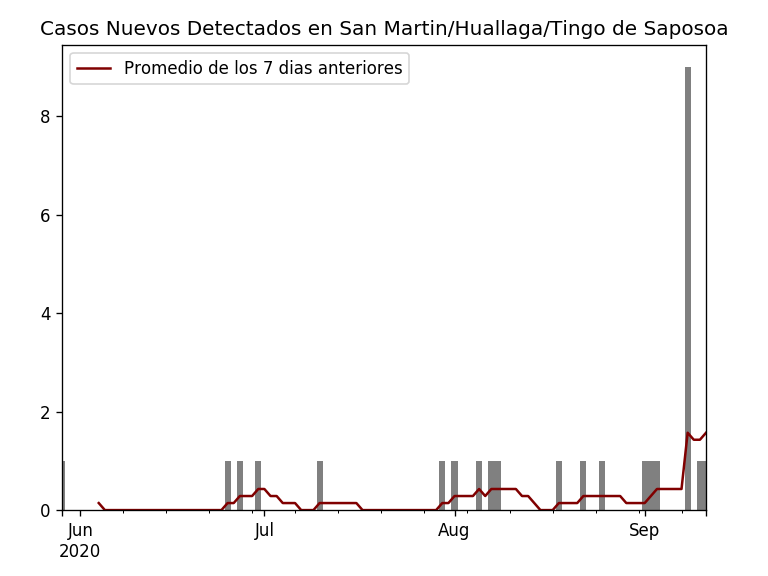 Casos Nuevos Detectados en San Martin/Huallaga/Tingo de Saposoa
Promedio de los 7 dias anteriores
8
6
4
2
0
Jun Jul Aug Sep
2020